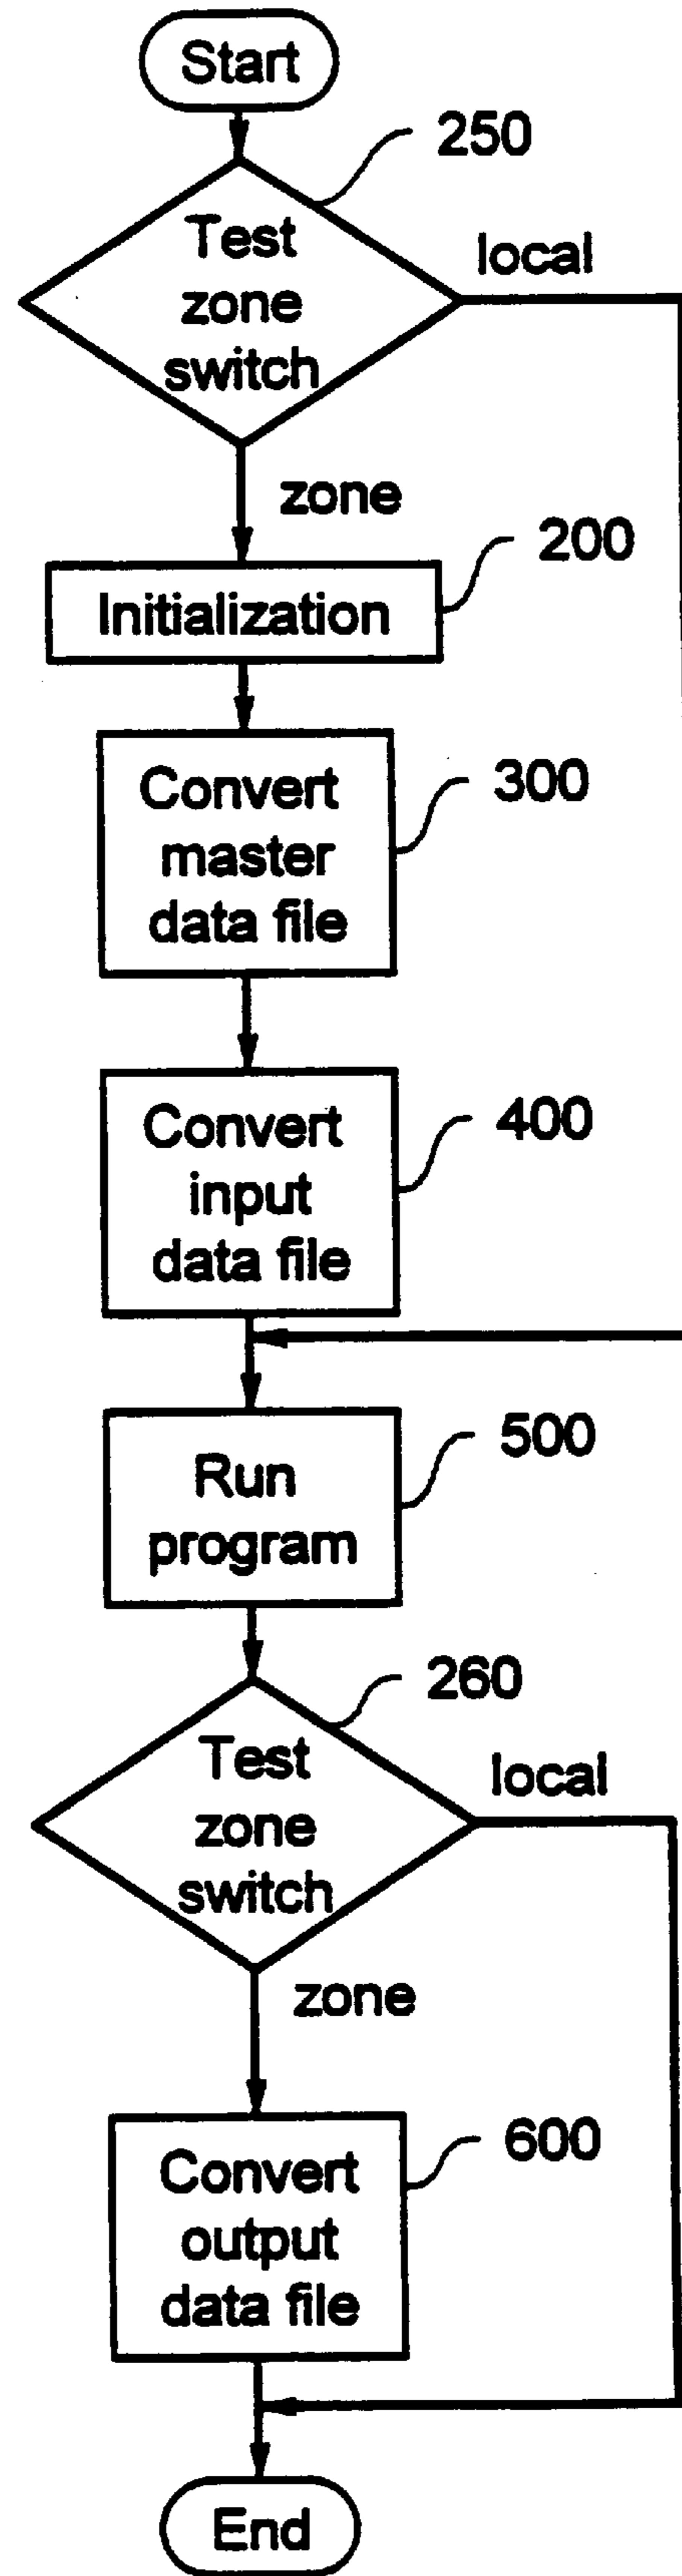 Start
250
Test
zone
switch
local
zone
200
Initialization
300
Convert
master
data file
400
Convert
input
data file
500
Run
program
260
Test
zone
switch
local
zone
600
Convert
output
data file
End